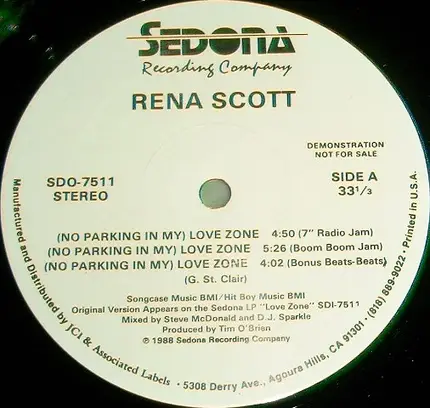 SEDONA
Recording Company
RENA SCOTT
DEMONSTRATION
NOT FOR SALE
SDO-7511
STEREO
SIDE A
33 1/3
(NO PARKING IN MY) LOVE ZONE 4:50 (7" Radio Jam)
(NO PARKING IN MY) LOVE ZONE 5:26 (Boom Boom Jam)
(NO PARKING IN MY) LOVE ZONE 4:02 (Bonus Beats-Beats)
(G. St. Clair)
Songcase Music BMI/Hit Boy Music BMI
Original Version Appears on the Sedona LP "Love Zone" SDI-7511
Mixed by Steve McDonald and D.J. Sparkle
Produced by Tim O'Brien
℗ 1988 Sedona Recording Company
Manufactured and Distributed by JCI & Associated Labels • 5308 Derry Ave., Agoura Hills, CA 91301 • (818) 889-9022 • Printed in U.S.A.